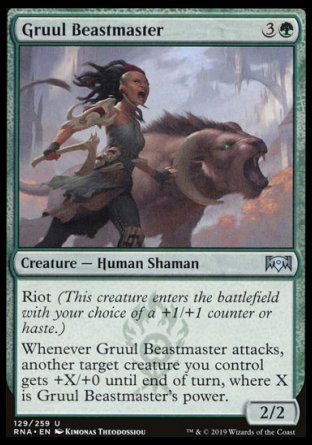 Gruul Beastmaster 3
Creature — Human Shaman
Riot (This creature enters the battlefield
with your choice of a +1/+1 counter or
haste.)
Whenever Gruul Beastmaster attacks,
another target creature you control
gets +X/+0 until end of turn, where X
is Gruul Beastmaster's power.
2/2
129/259 U
RNA • EN Kimonas Theodossiou ™ & © 2019 Wizards of the Coast